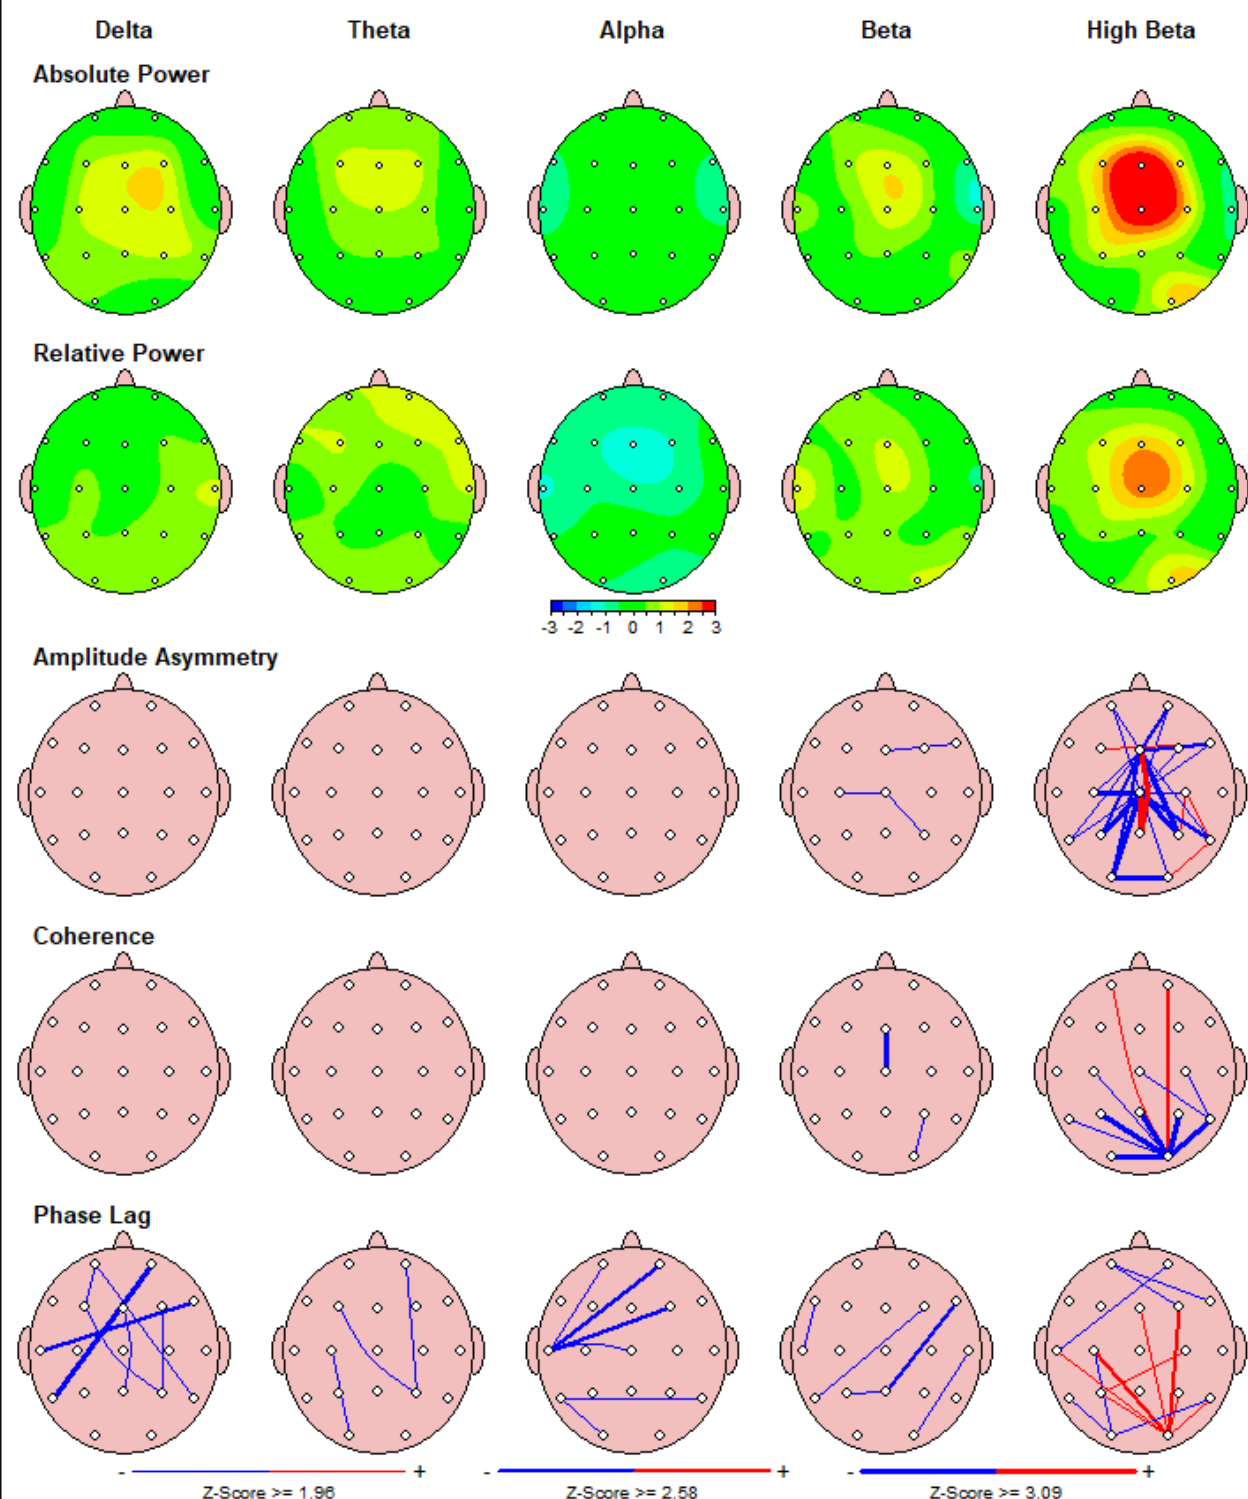 Delta Theta Alpha Beta High Beta
Absolute Power
Relative Power
-3 -2 -1 0 1 2 3
Amplitude Asymmetry
Coherence
Phase Lag
- + - + - +
Z-Score >= 1.96 Z-Score >= 2.58 Z-Score >= 3.09